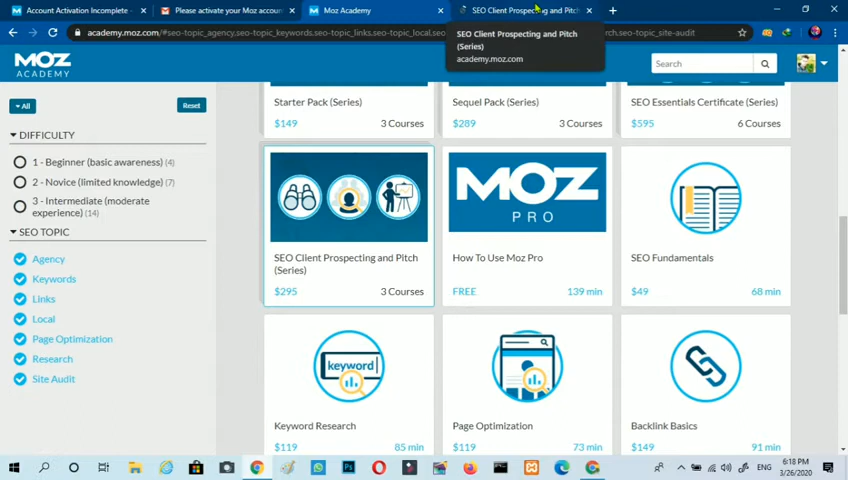 Account Activation Incomplete -
Please activate your Moz account
Moz Academy
SEO Client Prospecting and Pitch
academy.moz.com/#seo-topic_agency,seo-topic_keywords,seo-topic_links,seo-topic_local,seo
rch,seo-topic_site-audit
SEO Client Prospecting and Pitch
(Series)
academy.moz.com
MOZ
ACADEMY
Search
All
Reset
DIFFICULTY
1 - Beginner (basic awareness) (4)
2 - Novice (limited knowledge) (7)
3 - Intermediate (moderate
experience) (14)
SEO TOPIC
Agency
Keywords
Links
Local
Page Optimization
Research
Site Audit
Starter Pack (Series)
$149 3 Courses
Sequel Pack (Series)
$289 3 Courses
SEO Essentials Certificate (Series)
$595 6 Courses
SEO Client Prospecting and Pitch
(Series)
$295 3 Courses
MOZ
PRO
How To Use Moz Pro
FREE 139 min
SEO Fundamentals
$49 68 min
keyword
Keyword Research
$119 85 min
Page Optimization
$119 73 min
Backlink Basics
$149 91 min
Ps
ENG
6:18 PM
3/26/2020